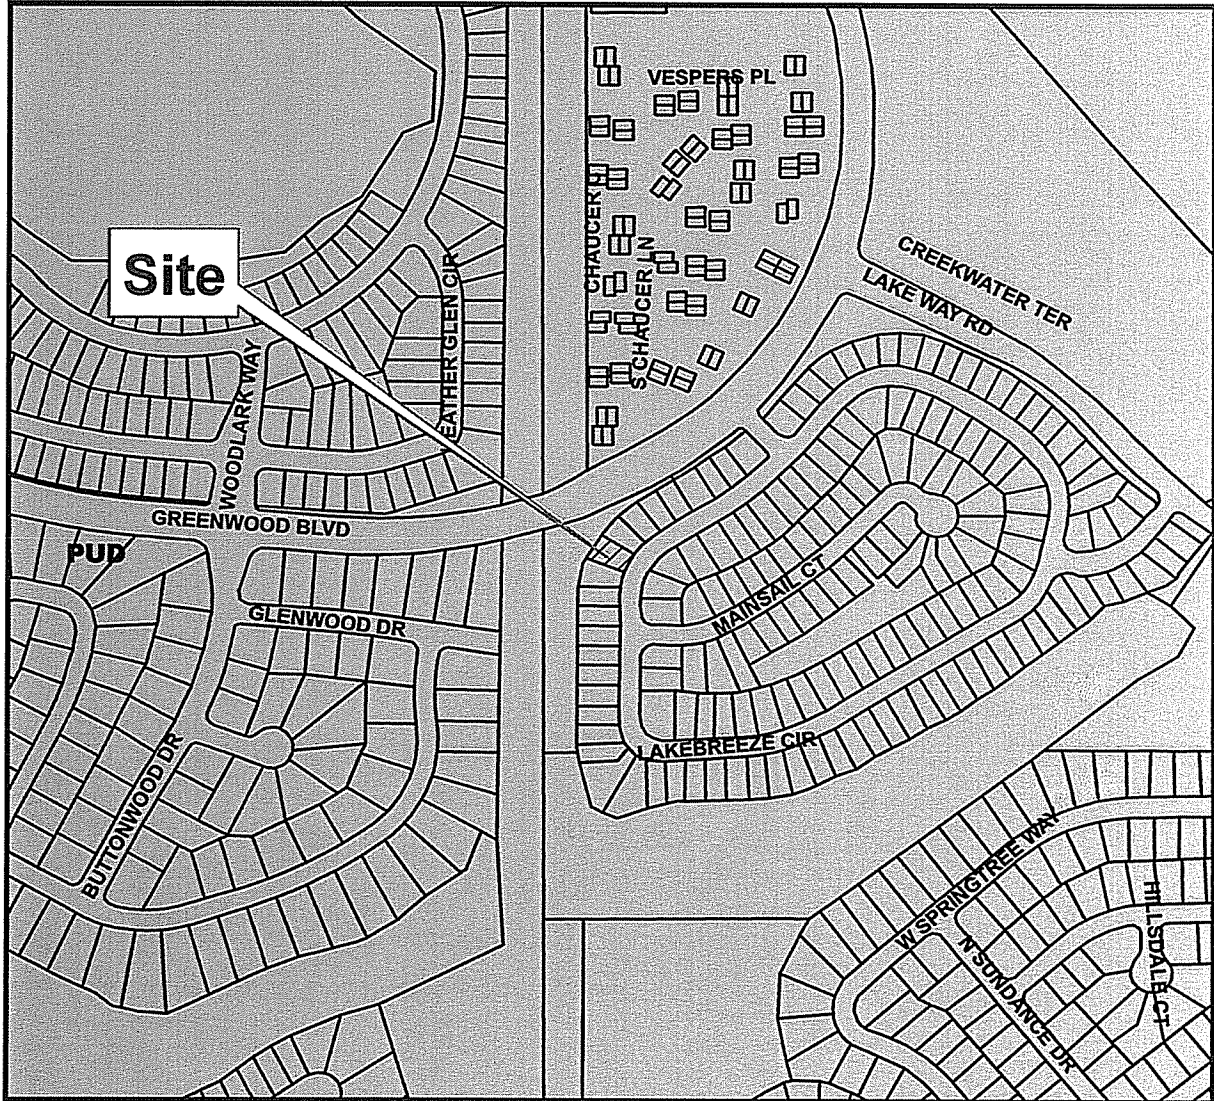 VESPERS PL
CHAUCER LN
S CHAUCER LN
CREEKWATER TER
LAKE WAY RD
Site
EATHER GLEN CIR
WOODLARK WAY
GREENWOOD BLVD
PUD
GLENWOOD DR
MAINSAIL CT
LAKEBREEZE CIR
BUTTONWOOD DR
W SPRINGTREE WAY
N SUNDANCE DR
HILLSDALE CT